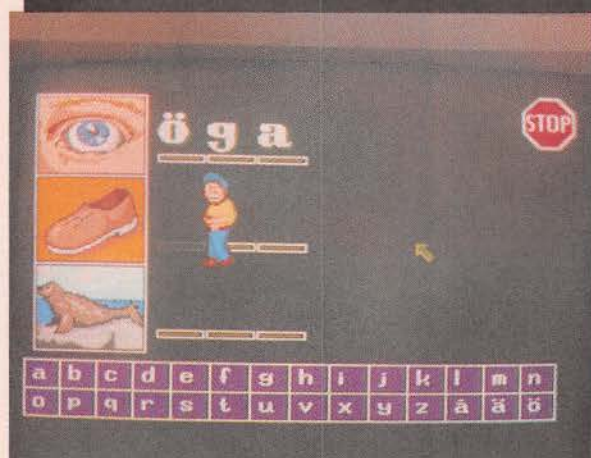 öga
STOP
a b c d e f g h i j k l m n
o p q r s t u v x y z å ä ö